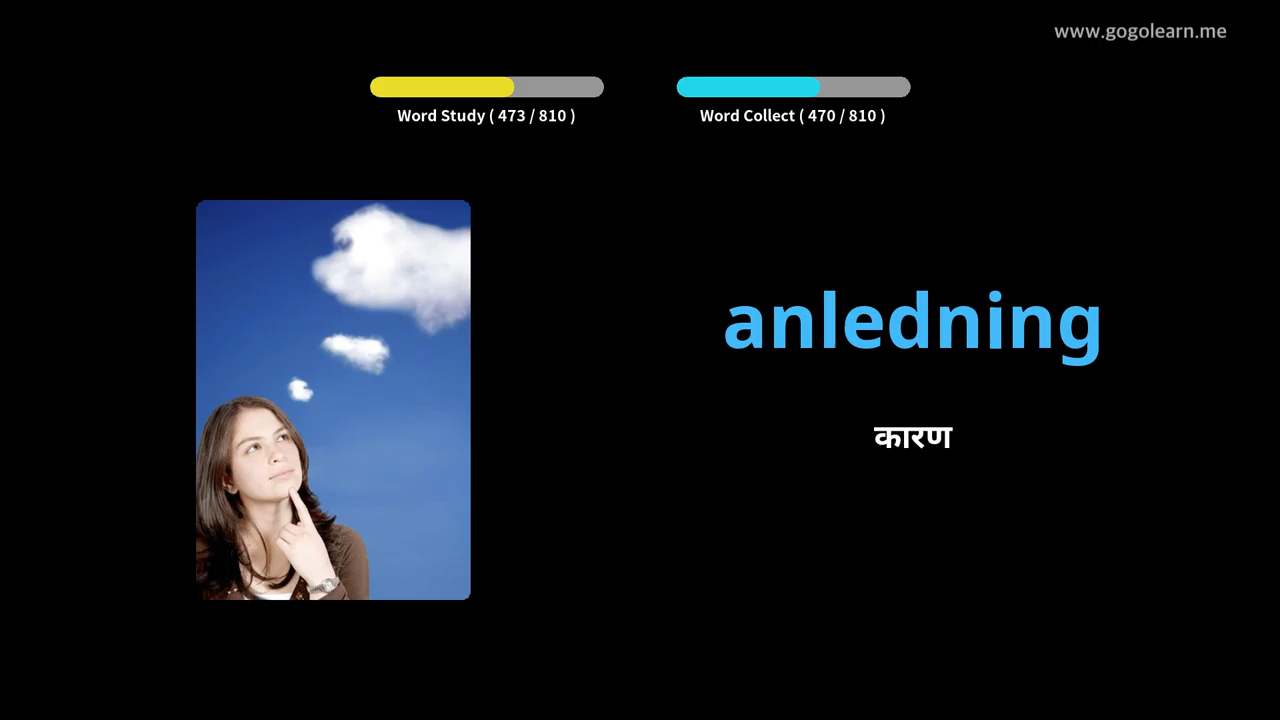 www.gogolearn.me
Word Study ( 473 / 810 )
Word Collect ( 470 / 810 )
anledning
कारण